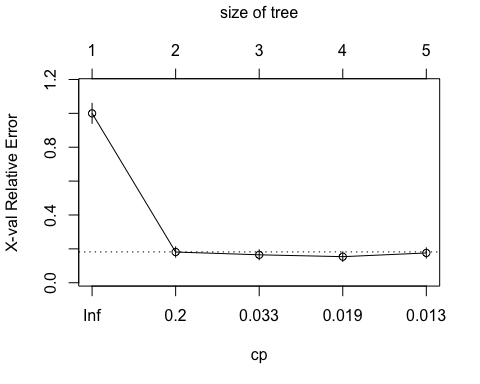 size of tree
1 2 3 4 5
X-val Relative Error
1.2
0.8
0.4
0.0
Inf 0.2 0.033 0.019 0.013
cp